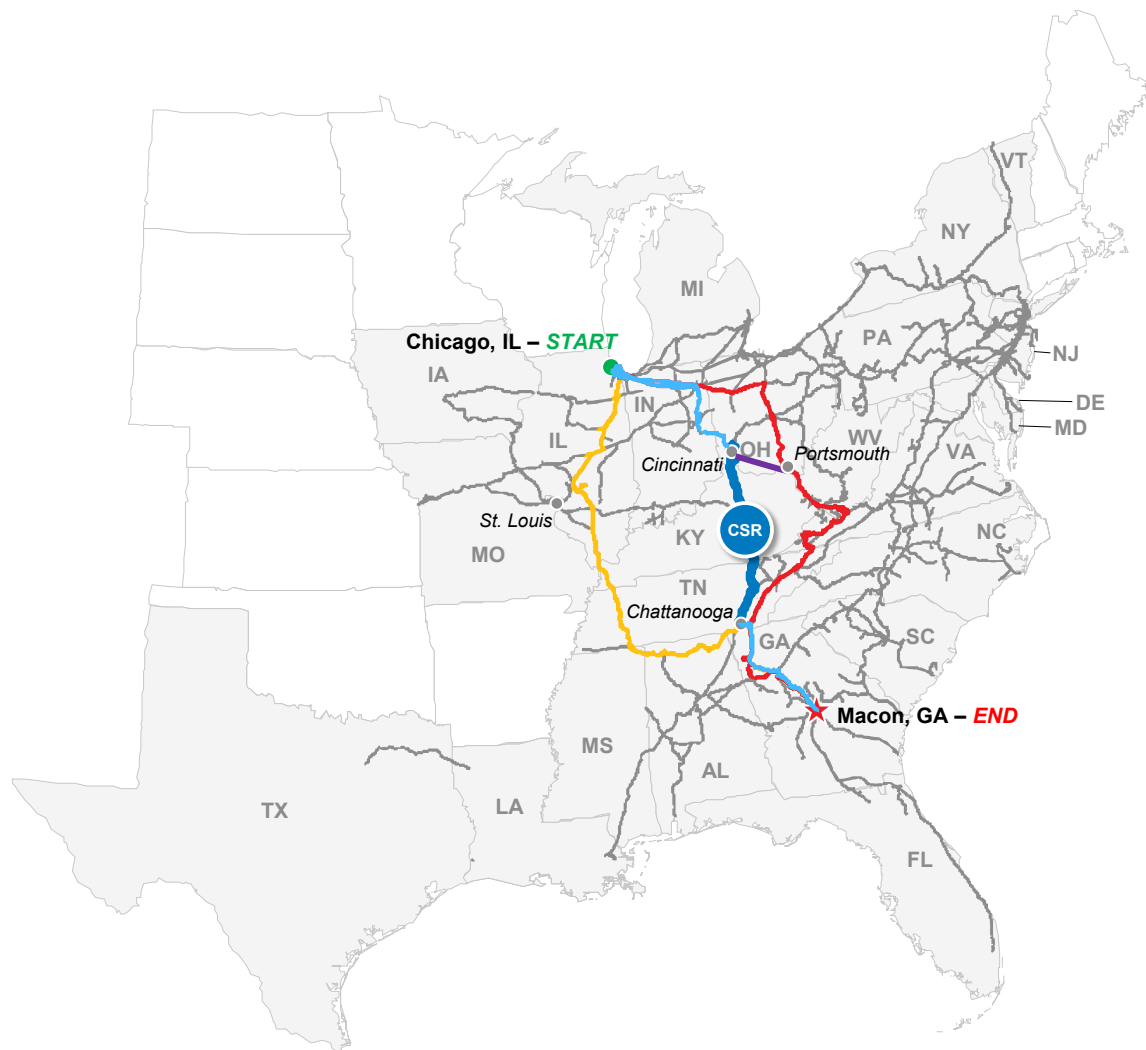 VT
NY
MI
Chicago, IL – START
PA
NJ
IA
DE
IN
MD
IL
OH
WV
Cincinnati
Portsmouth
VA
St. Louis
CSR
KY
NC
MO
TN
Chattanooga
GA
SC
Macon, GA – END
MS
AL
TX
LA
FL